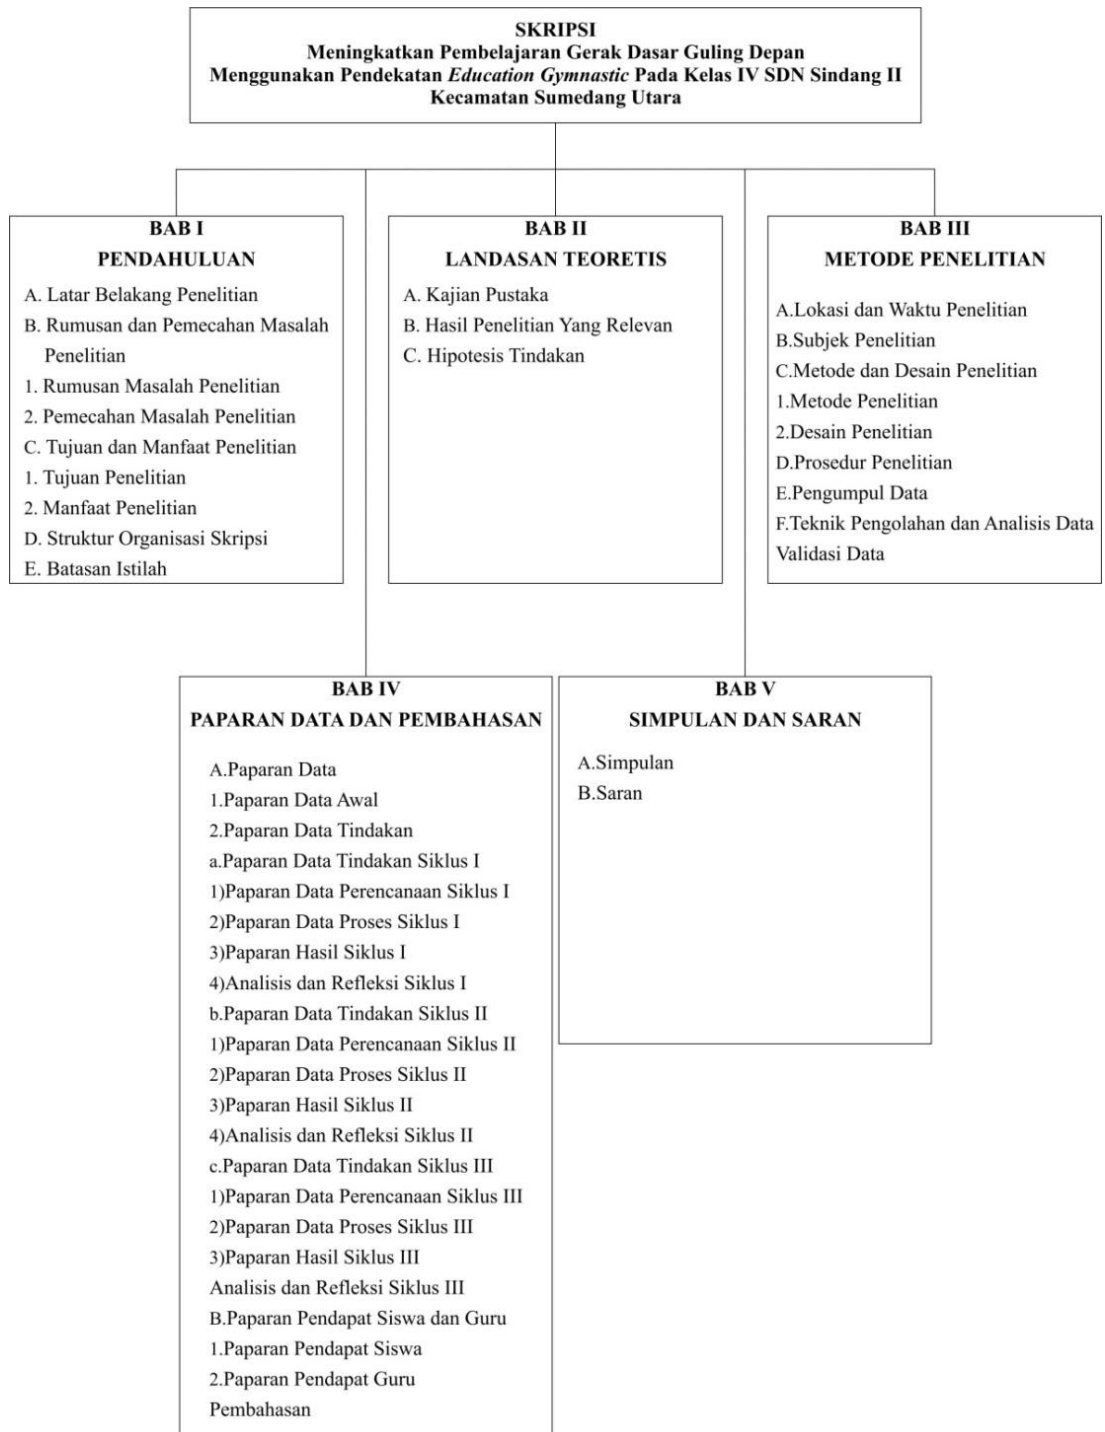 SKRIPSI
Meningkatkan Pembelajaran Gerak Dasar Guling Depan
Menggunakan Pendekatan Education Gymnastic Pada Kelas IV SDN Sindang II
Kecamatan Sumedang Utara
BAB I
PENDAHULUAN
A. Latar Belakang Penelitian
B. Rumusan dan Pemecahan Masalah
Penelitian
1. Rumusan Masalah Penelitian
2. Pemecahan Masalah Penelitian
C. Tujuan dan Manfaat Penelitian
1. Tujuan Penelitian
2. Manfaat Penelitian
D. Struktur Organisasi Skripsi
E. Batasan Istilah
BAB II
LANDASAN TEORETIS
A. Kajian Pustaka
B. Hasil Penelitian Yang Relevan
C. Hipotesis Tindakan
BAB III
METODE PENELITIAN
A.Lokasi dan Waktu Penelitian
B.Subjek Penelitian
C.Metode dan Desain Penelitian
1.Metode Penelitian
2.Desain Penelitian
D.Prosedur Penelitian
E.Pengumpul Data
F.Teknik Pengolahan dan Analisis Data
Validasi Data
BAB IV
PAPARAN DATA DAN PEMBAHASAN
A.Paparan Data
1.Paparan Data Awal
2.Paparan Data Tindakan
a.Paparan Data Tindakan Siklus I
1)Paparan Data Perencanaan Siklus I
2)Paparan Data Proses Siklus I
3)Paparan Hasil Siklus I
4)Analisis dan Refleksi Siklus I
b.Paparan Data Tindakan Siklus II
1)Paparan Data Perencanaan Siklus II
2)Paparan Data Proses Siklus II
3)Paparan Hasil Siklus II
4)Analisis dan Refleksi Siklus II
c.Paparan Data Tindakan Siklus III
1)Paparan Data Perencanaan Siklus III
2)Paparan Data Proses Siklus III
3)Paparan Hasil Siklus III
Analisis dan Refleksi Siklus III
B.Paparan Pendapat Siswa dan Guru
1.Paparan Pendapat Siswa
2.Paparan Pendapat Guru
Pembahasan
BAB V
SIMPULAN DAN SARAN
A.Simpulan
B.Saran